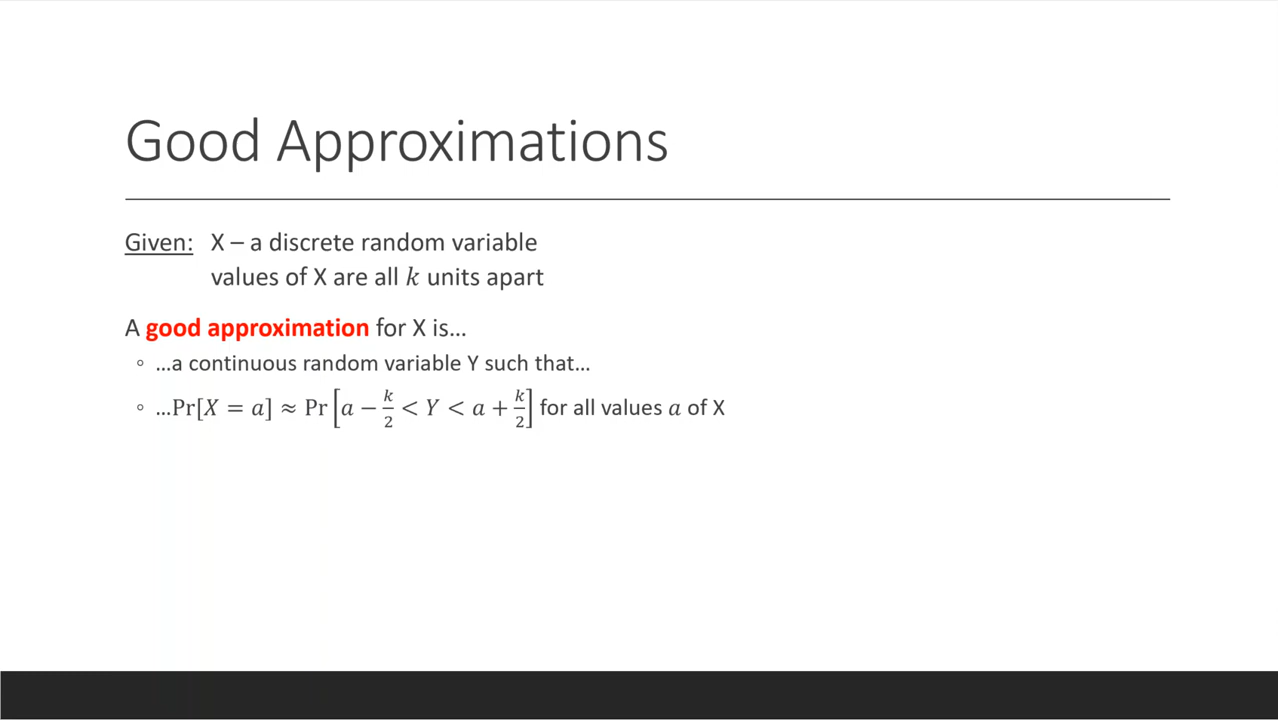 Good Approximations
Given: X – a discrete random variable
values of X are all k units apart
A good approximation for X is…
◦ …a continuous random variable Y such that…
◦ …Pr[X = a] ≈ Pr[a − k/2 < Y < a + k/2] for all values a of X